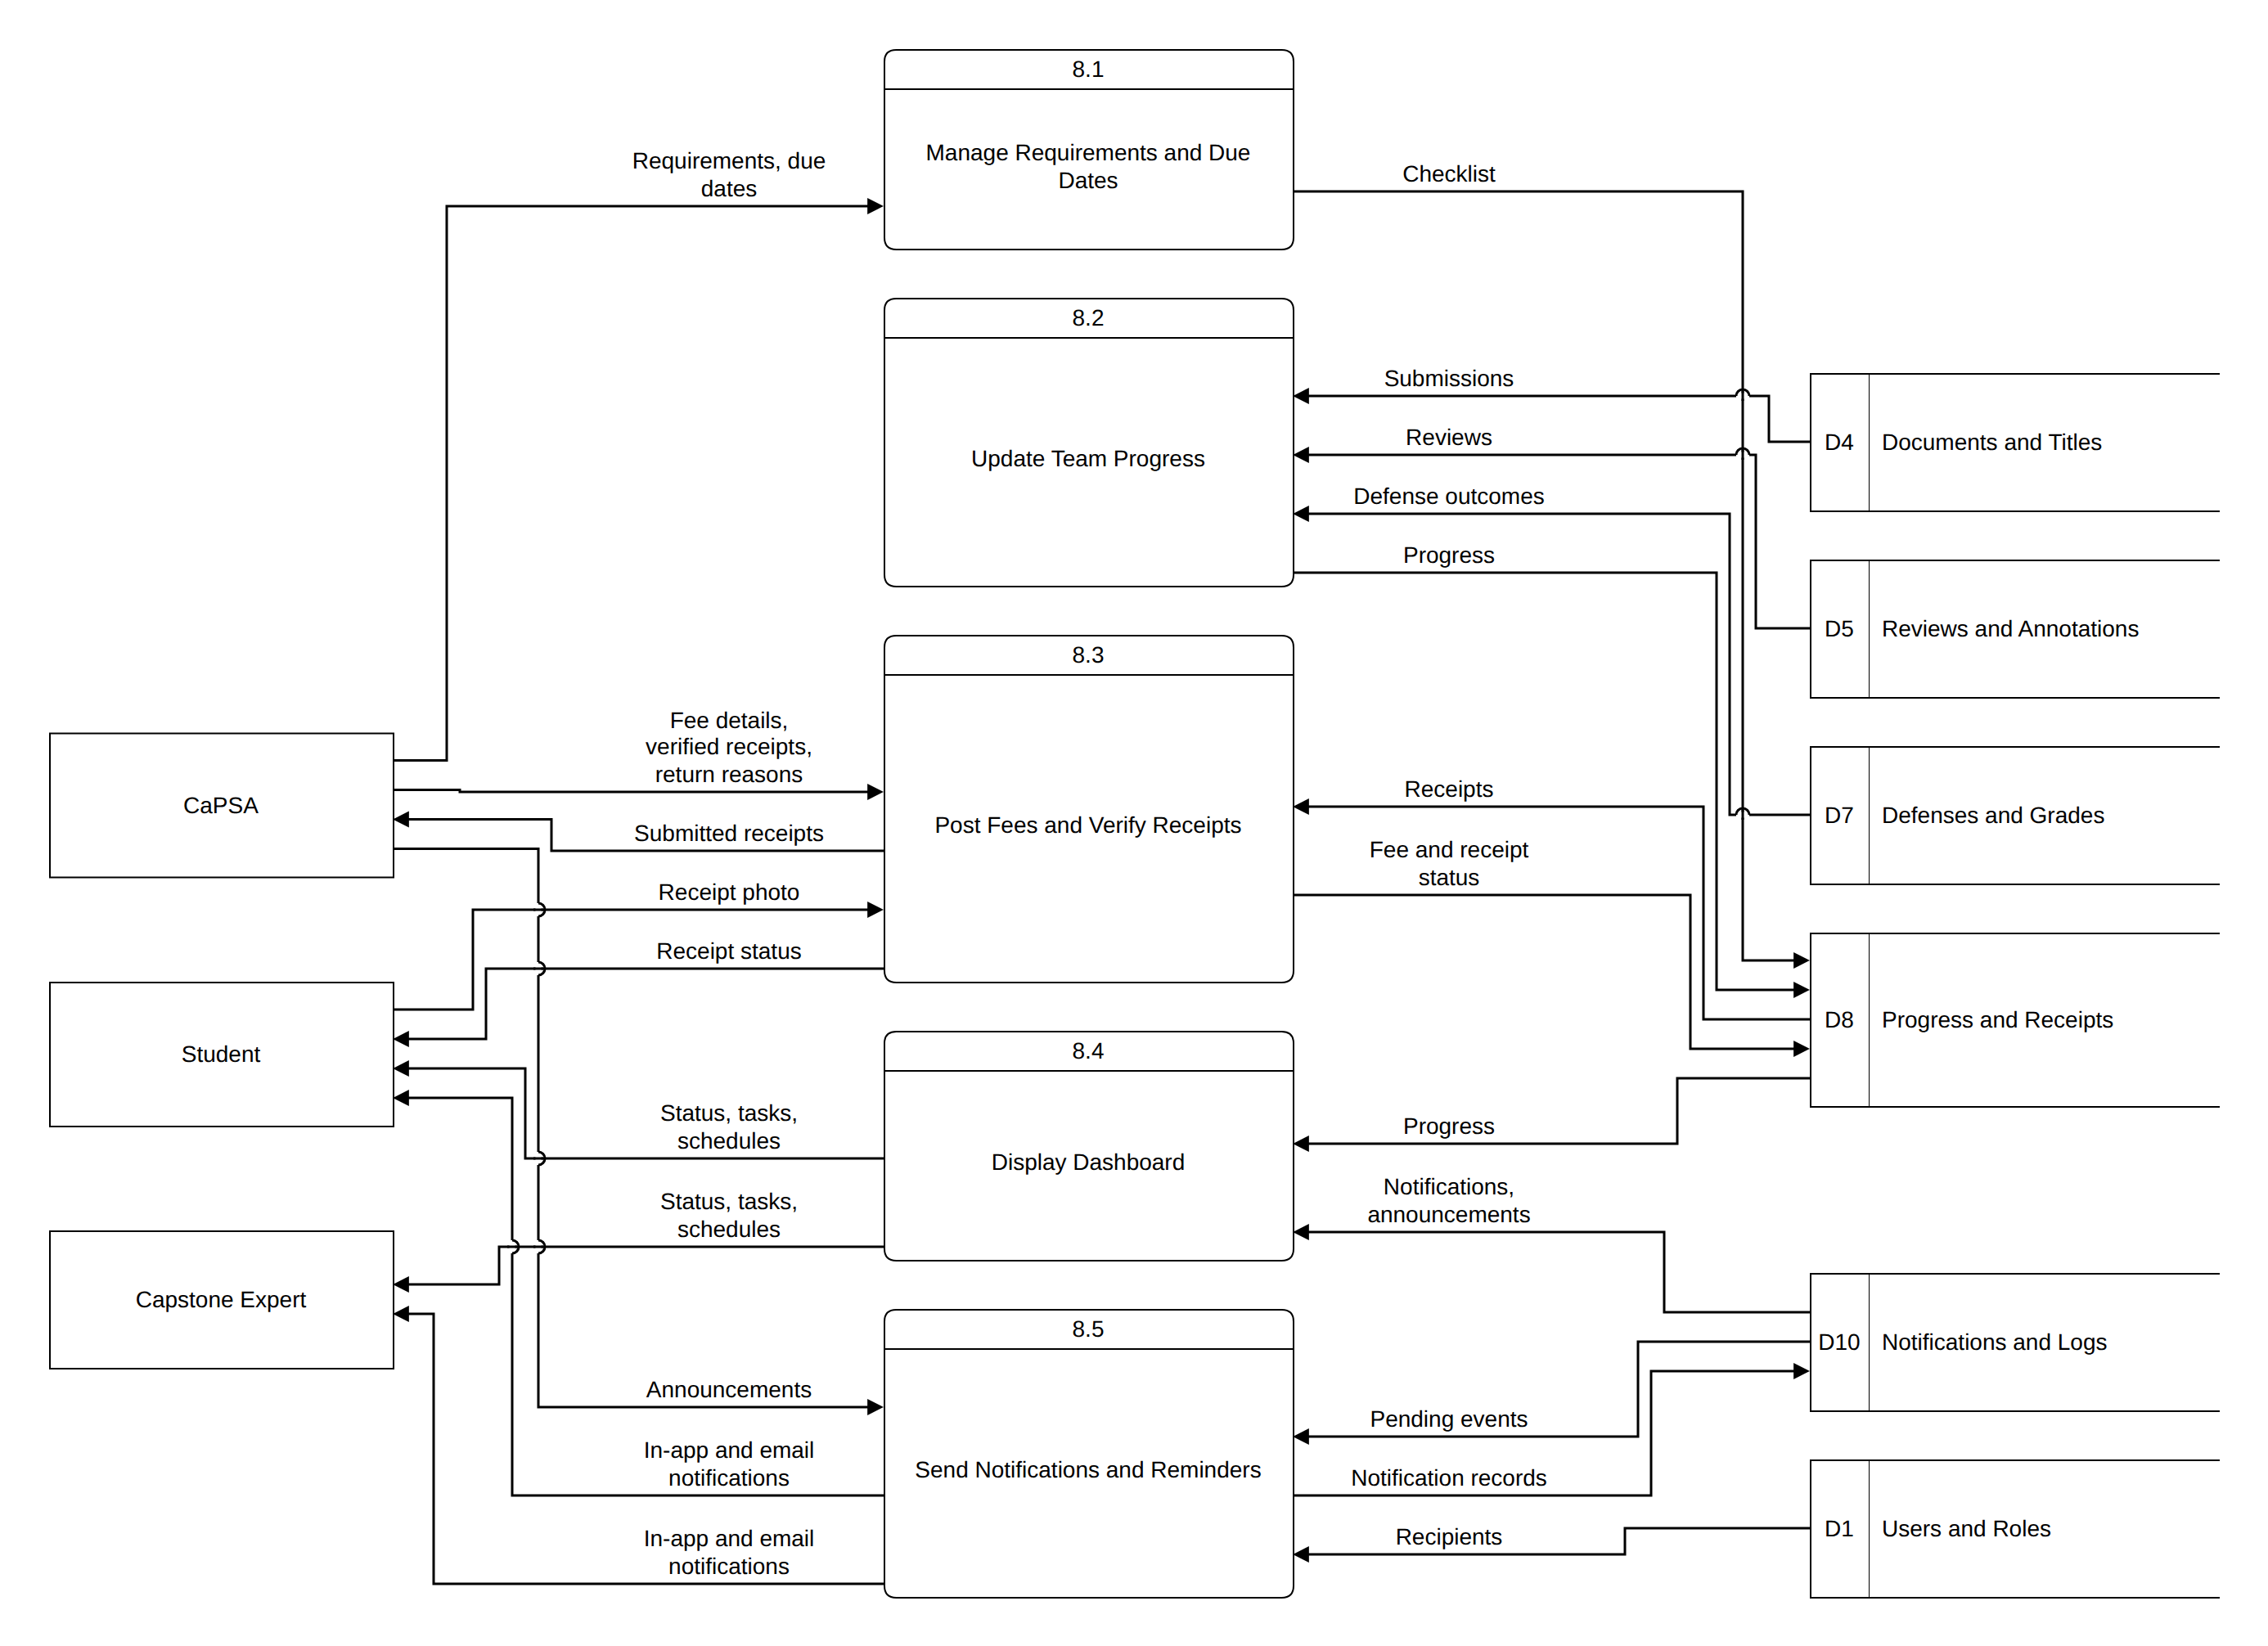 8.1
Manage Requirements and Due
Dates
Requirements, due
dates
Checklist
8.2
Update Team Progress
Submissions
Reviews
Defense outcomes
Progress
D4
Documents and Titles
D5
Reviews and Annotations
8.3
Post Fees and Verify Receipts
Fee details,
verified receipts,
return reasons
Submitted receipts
Receipt photo
Receipt status
Receipts
Fee and receipt
status
CaPSA
D7
Defenses and Grades
Student
D8
Progress and Receipts
8.4
Display Dashboard
Status, tasks,
schedules
Status, tasks,
schedules
Progress
Notifications,
announcements
Capstone Expert
8.5
Send Notifications and Reminders
Announcements
In-app and email
notifications
In-app and email
notifications
Pending events
Notification records
Recipients
D10
Notifications and Logs
D1
Users and Roles